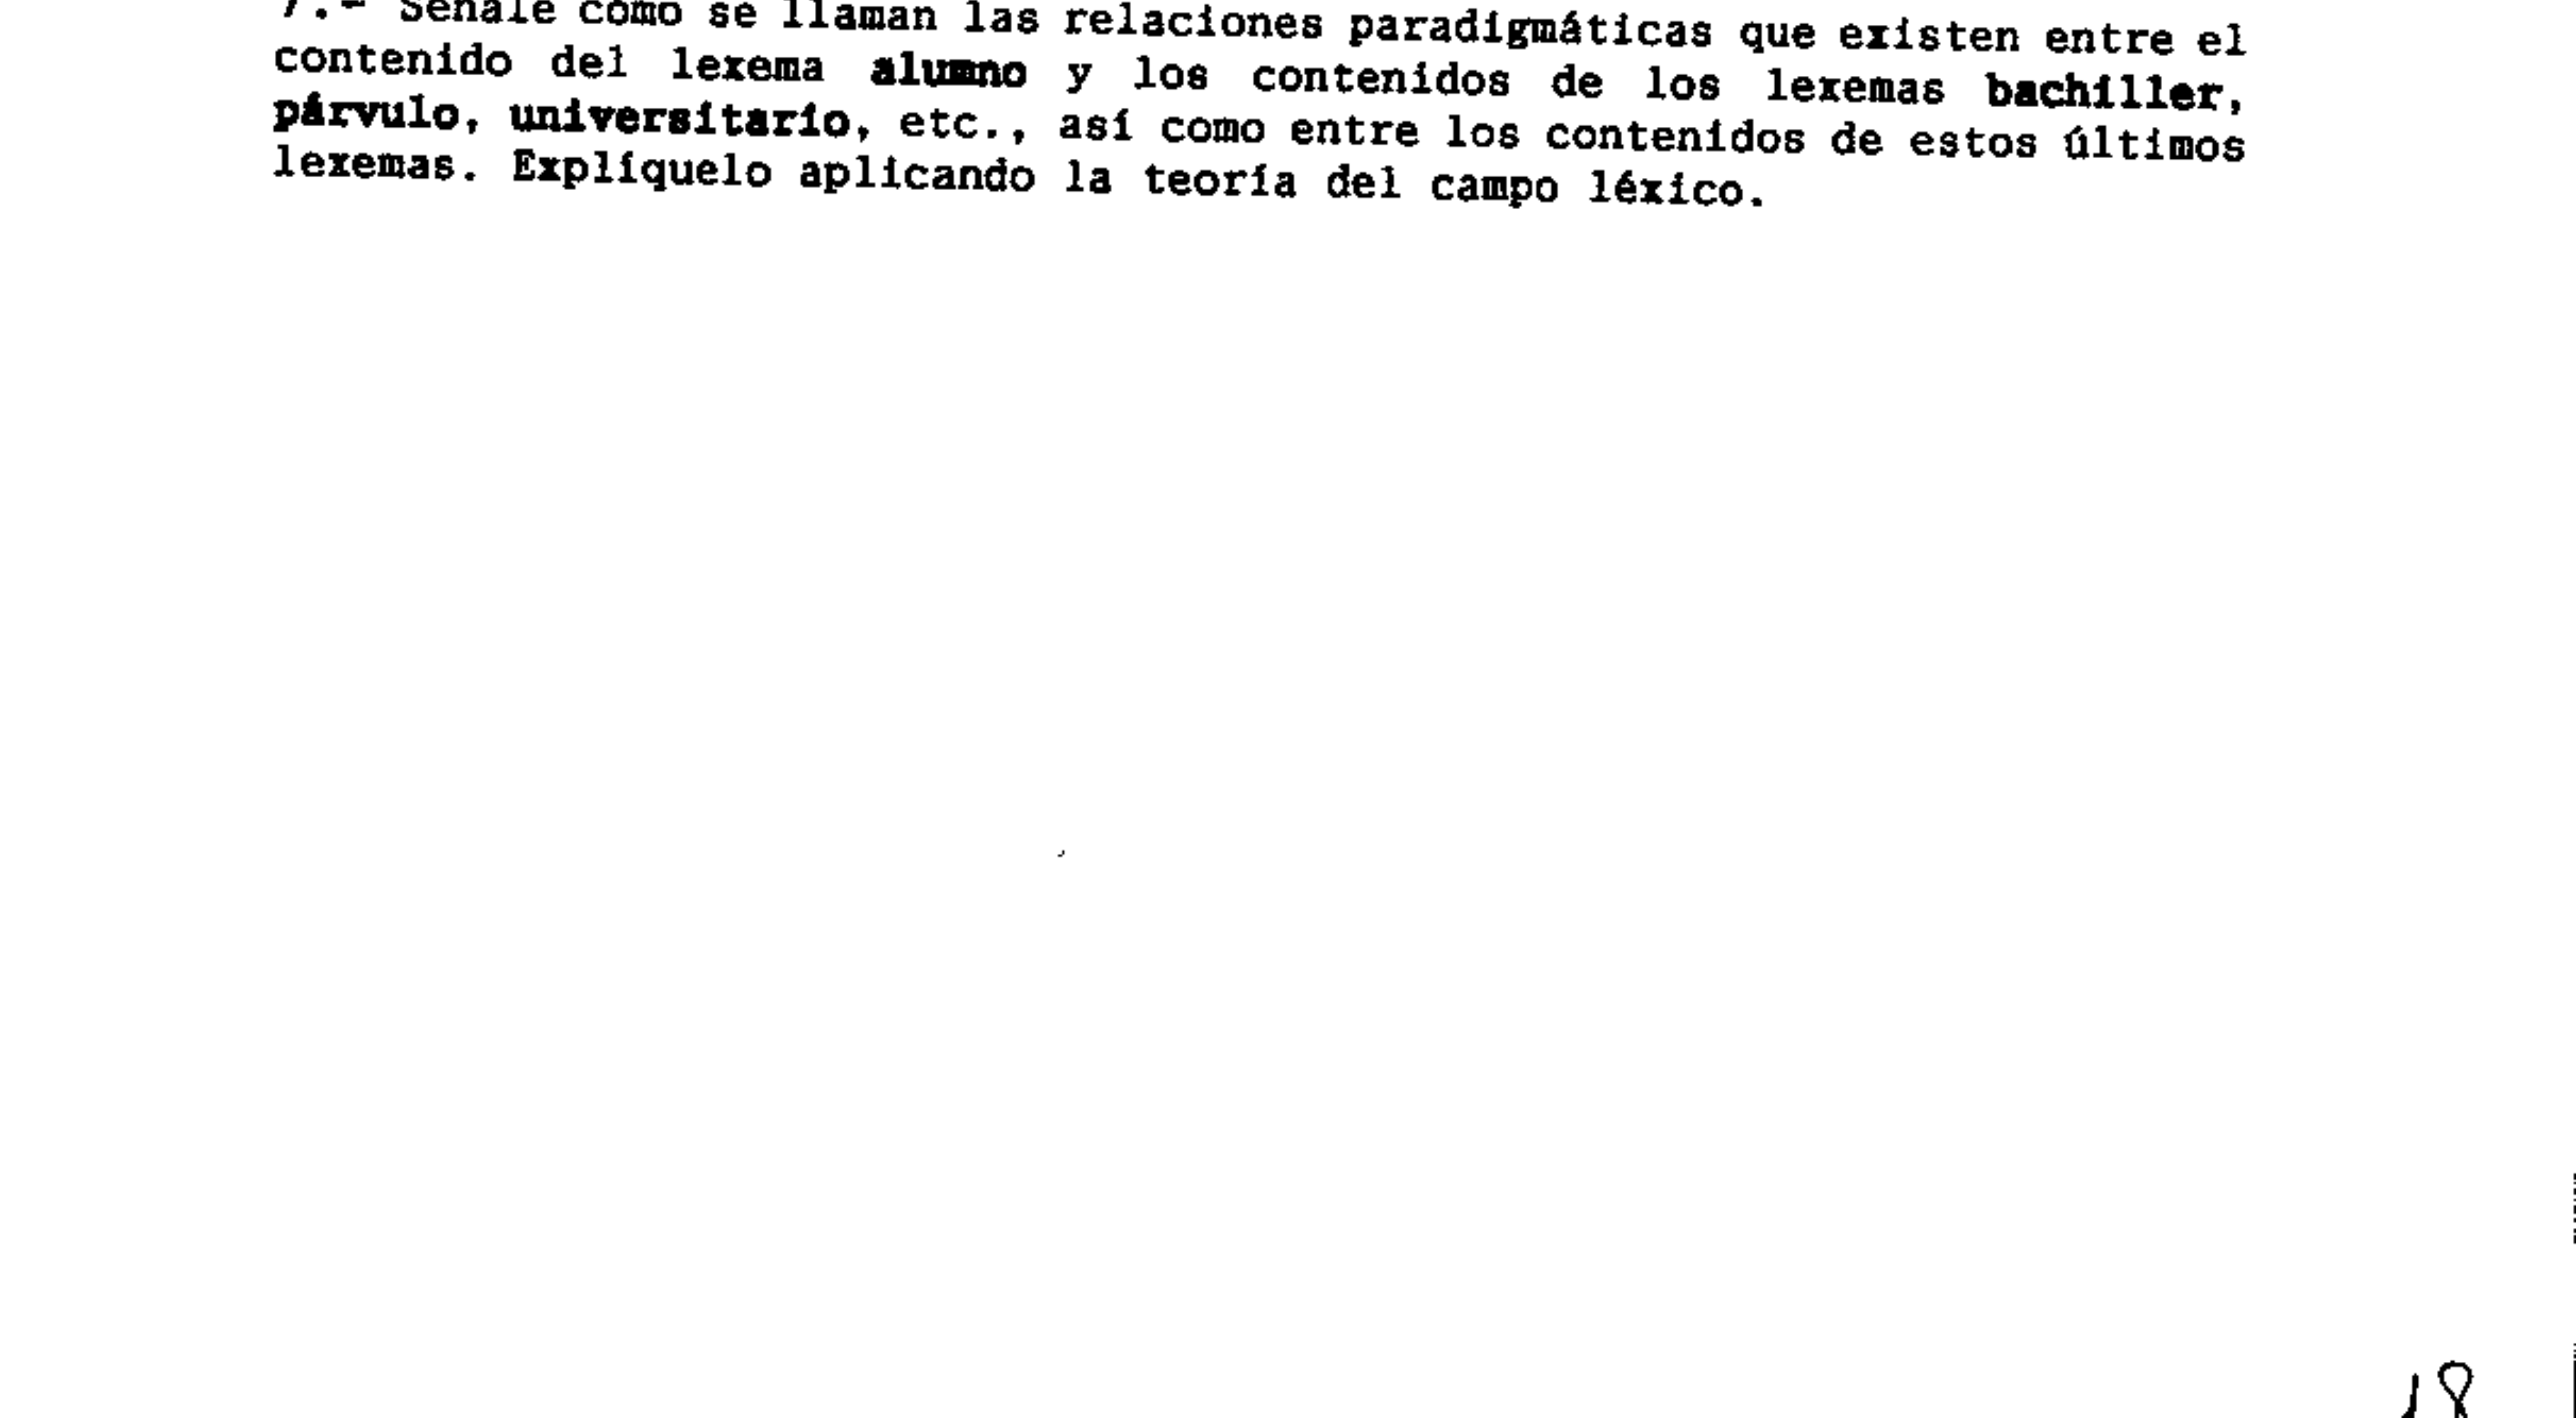 7.- Señale cómo se llaman las relaciones paradigmáticas que existen entre el
contenido del lexema alumno y los contenidos de los lexemas bachiller,
párvulo, universitario, etc., así como entre los contenidos de estos últimos
lexemas. Explíquelo aplicando la teoría del campo léxico.
18